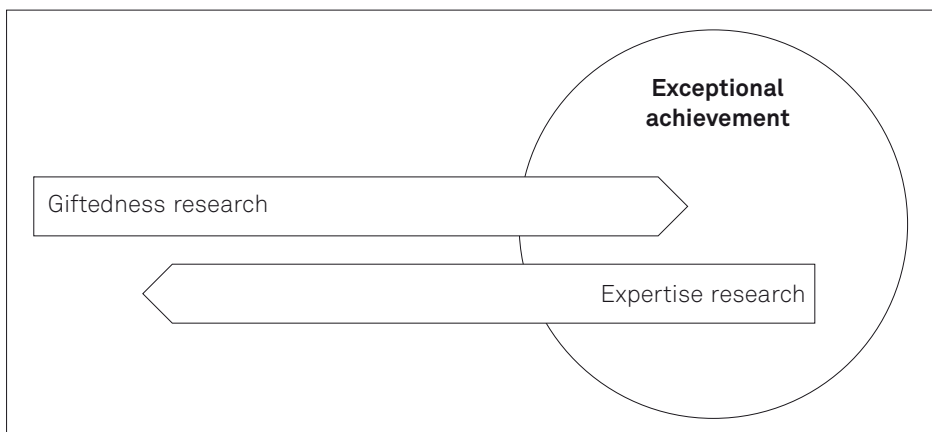 Exceptional
achievement
Giftedness research
Expertise research